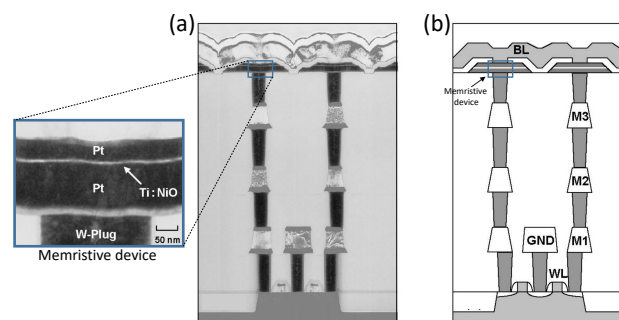 (a)
(b)
BL
Memristive
device
M3
M2
GND
M1
WL
Pt
Pt
Ti : NiO
W-Plug
50 nm
Memristive device